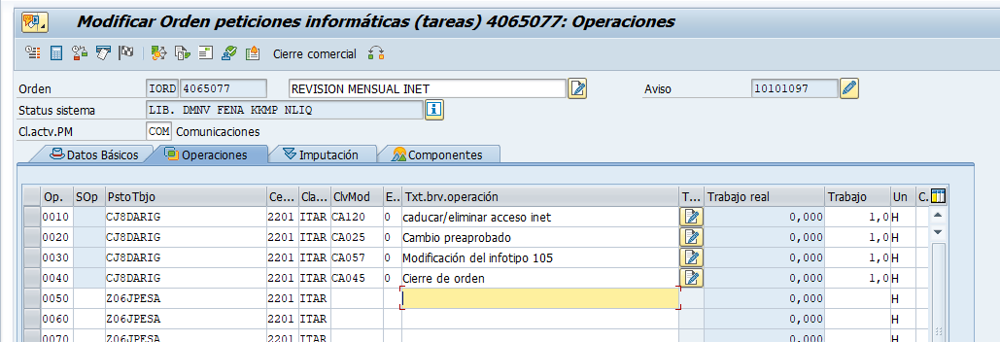 Modificar Orden peticiones informáticas (tareas) 4065077: Operaciones
Cierre comercial
Orden IORD 4065077 REVISION MENSUAL INET Aviso 10101097
Status sistema LIB. DMNV FENA KKMP NLIQ
Cl.actv.PM COM Comunicaciones
Datos Básicos Operaciones Imputación Componentes
Op. SOp PstoTbjo Ce... Cla... ClvMod E.. Txt.brv.operación T... Trabajo real Trabajo Un C.
0010 CJ8DARIG 2201 ITAR CA120 0 caducar/eliminar acceso inet 0,000 1,0 H
0020 CJ8DARIG 2201 ITAR CA025 0 Cambio preaprobado 0,000 1,0 H
0030 CJ8DARIG 2201 ITAR CA057 0 Modificación del infotipo 105 0,000 1,0 H
0040 CJ8DARIG 2201 ITAR CA045 0 Cierre de orden 0,000 1,0 H
0050 Z06JPESA 2201 ITAR 0,000 H
0060 Z06JPESA 2201 ITAR 0,000 H
0070 Z06JPESA 2201 ITAR 0,000 H